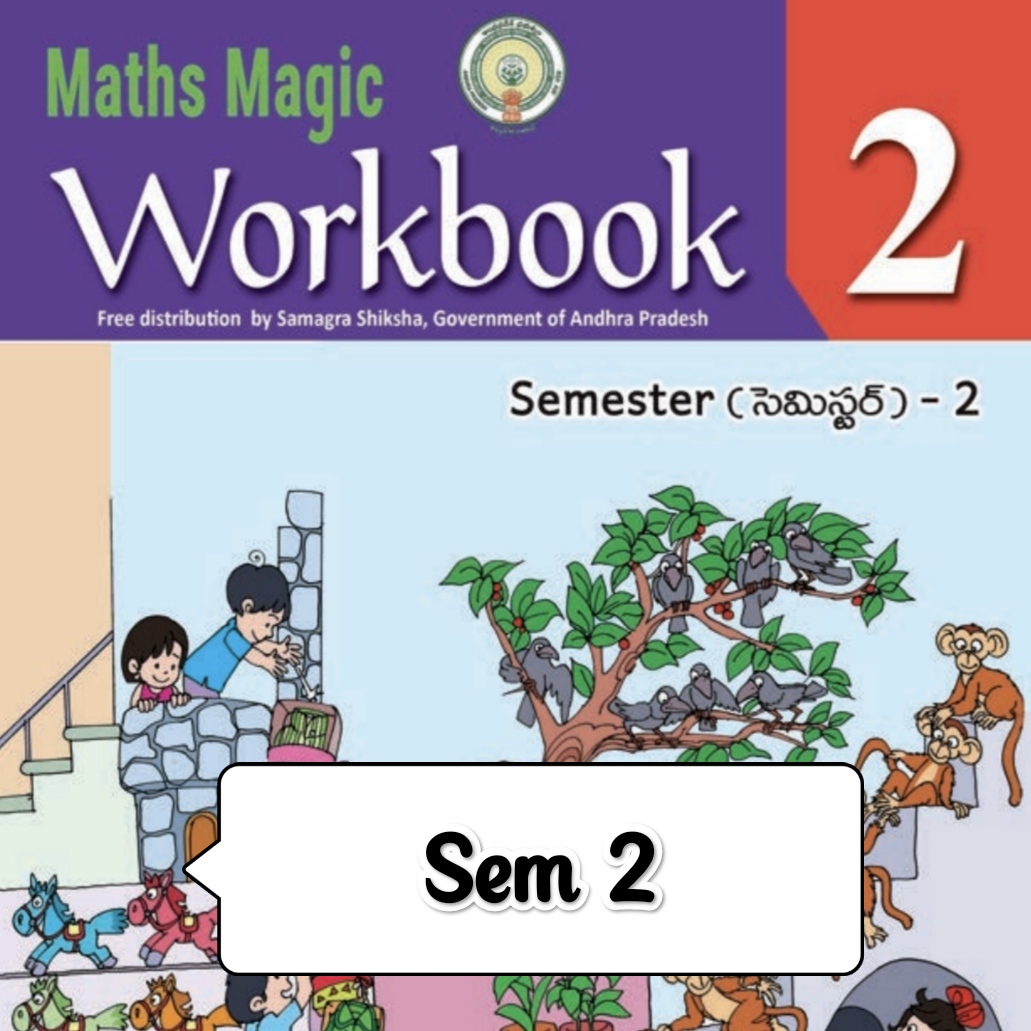 Maths Magic
Workbook
2
Free distribution by Samagra Shiksha, Government of Andhra Pradesh
Semester (సెమిస్టర్) - 2
Sem 2